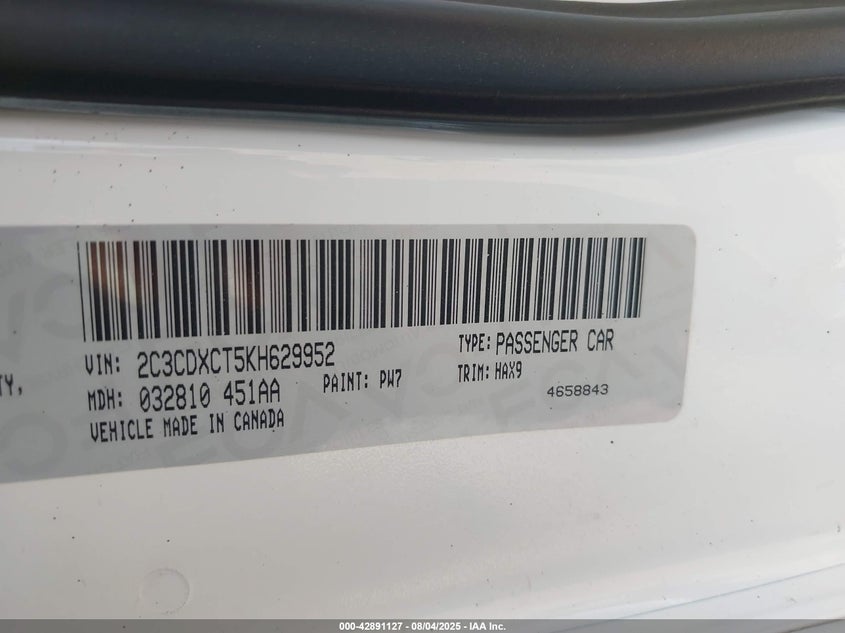 VIN: 2C3CDXCT5KH629952
TYPE: PASSENGER CAR
TY,
MDH: 032810 451AA
PAINT: PW7
TRIM: HAX9
4658843
VEHICLE MADE IN CANADA
000-42891127 - 08/04/2025 - IAA Inc.